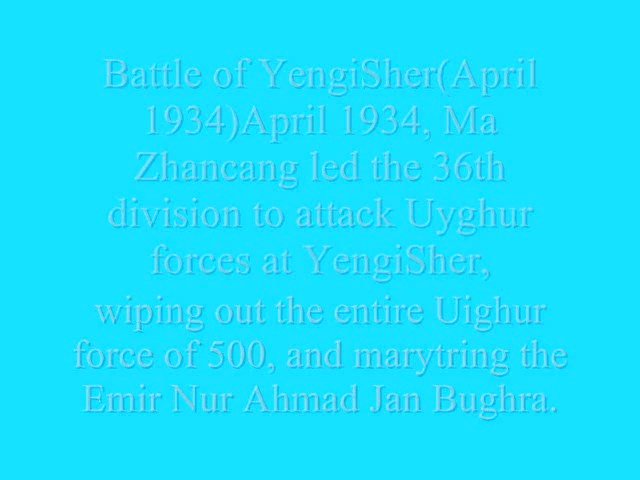 Battle of YengiSher(April
1934)April 1934, Ma
Zhancang led the 36th
division to attack Uyghur
forces at YengiSher,
wiping out the entire Uighur
force of 500, and marytring the
Emir Nur Ahmad Jan Bughra.